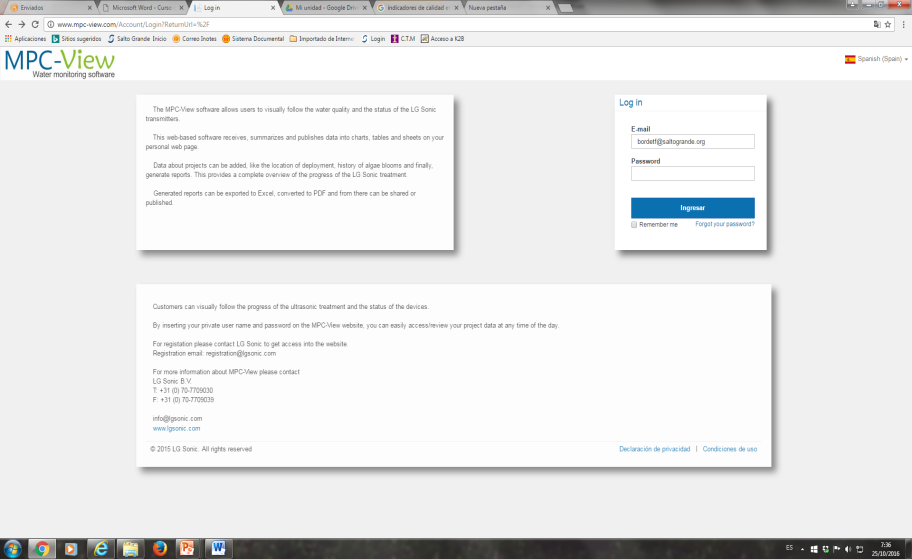 Enviados
Microsoft Word - Curso
Log in
Mi unidad - Google Driv
indicadores de calidad e
Nueva pestaña
www.mpc-view.com/Account/Login?ReturnUrl=%2F
Aplicaciones
Sitios sugeridos
Salto Grande Inicio
Correo Inotes
Sistema Documental
Importado de Interne
Login
C.T.M
Acceso a K2B
MPC-View
Water monitoring software
Spanish (Spain)
The MPC-View software allows users to visually follow the water quality and the status of the LG Sonic
transmitters.
This web-based software receives, summarizes and publishes data into charts, tables and sheets on your
personal web page.
Data about projects can be added, like the location of deployment, history of algae blooms and finally,
generate reports. This provides a complete overview of the progress of the LG Sonic treatment.
Generated reports can be exported to Excel, converted to PDF and from there can be shared or
published.
Log in
E-mail
bordetf@saltogrande.org
Password
Ingresar
Remember me
Forgot your password?
Customers can visually follow the progress of the ultrasonic treatment and the status of the devices.
By inserting your private user name and password on the MPC-View website, you can easily access/review your project data at any time of the day.
For registation please contact LG Sonic to get access into the website.
Registration email: registration@lgsonic.com
For more information about MPC-View please contact
LG Sonic B.V.
T: +31 (0) 70-7709030
F: +31 (0) 70-7709039
info@lgsonic.com
www.lgsonic.com
© 2015 LG Sonic. All rights reserved
Declaración de privacidad | Condiciones de uso
ES
7:36
25/10/2016